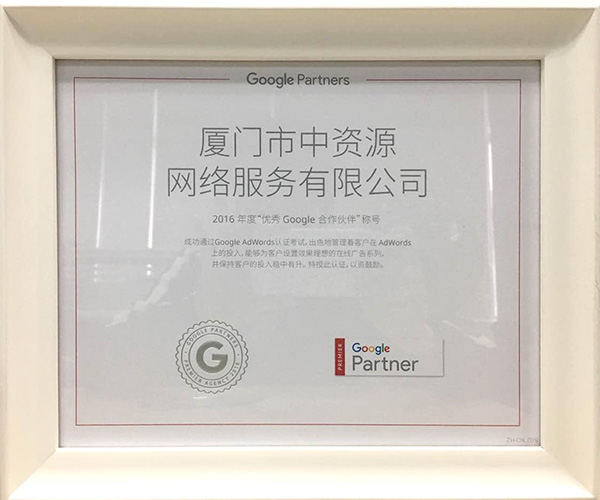 Google Partners
厦门市中资源
网络服务有限公司
2016 年度“优秀 Google 合作伙伴”称号
成功通过Google AdWords认证考试，出色地管理着客户在 AdWords
上的投入，能够为客户设置效果理想的在线广告系列，
并保持客户的投入稳中有升。特授此认证，以资鼓励。
GOOGLE PARTNERS
G
PREMIER AGENCY
PREMIER
Google
Partner